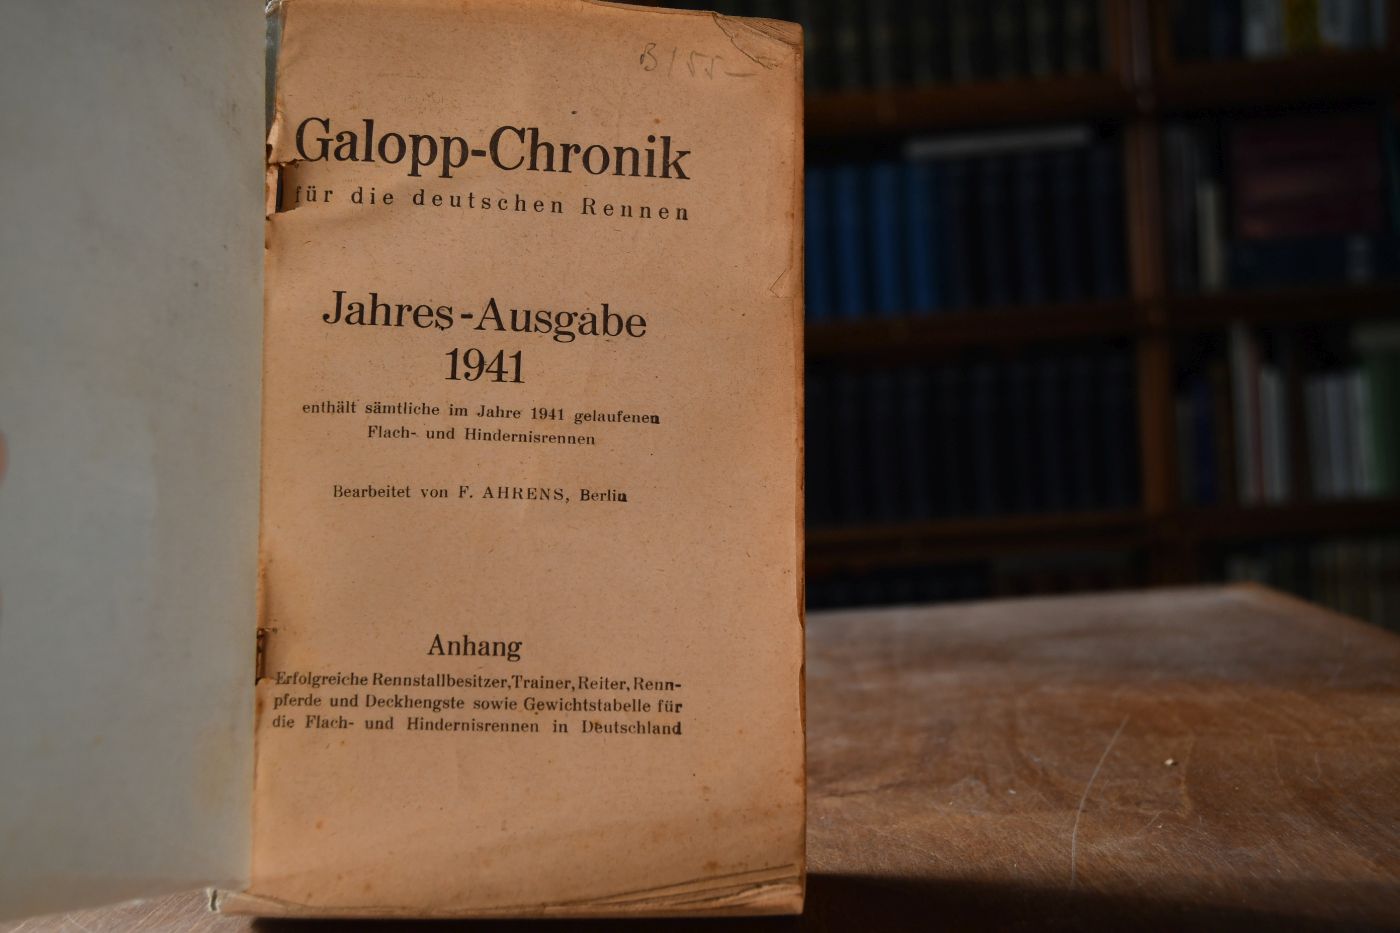 B/55—
Galopp-Chronik
für die deutschen Rennen
Jahres-Ausgabe
1941
enthält sämtliche im Jahre 1941 gelaufenen
Flach- und Hindernisrennen
Bearbeitet von F. AHRENS, Berlin
Anhang
Erfolgreiche Rennstallbesitzer, Trainer, Reiter, Renn-
pferde und Deckhengste sowie Gewichtstabelle für
die Flach- und Hindernisrennen in Deutschland